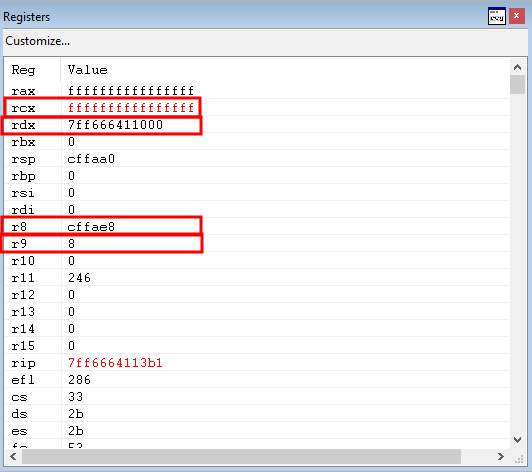 Registers
Customize...
Reg Value
rax ffffffffffffffff
rcx ffffffffffffffff
rdx 7ff666411000
rbx 0
rsp cffaa0
rbp 0
rsi 0
rdi 0
r8 cffae8
r9 8
r10 0
r11 246
r12 0
r13 0
r14 0
r15 0
rip 7ff6664113b1
efl 286
cs 33
ds 2b
es 2b
fs 53